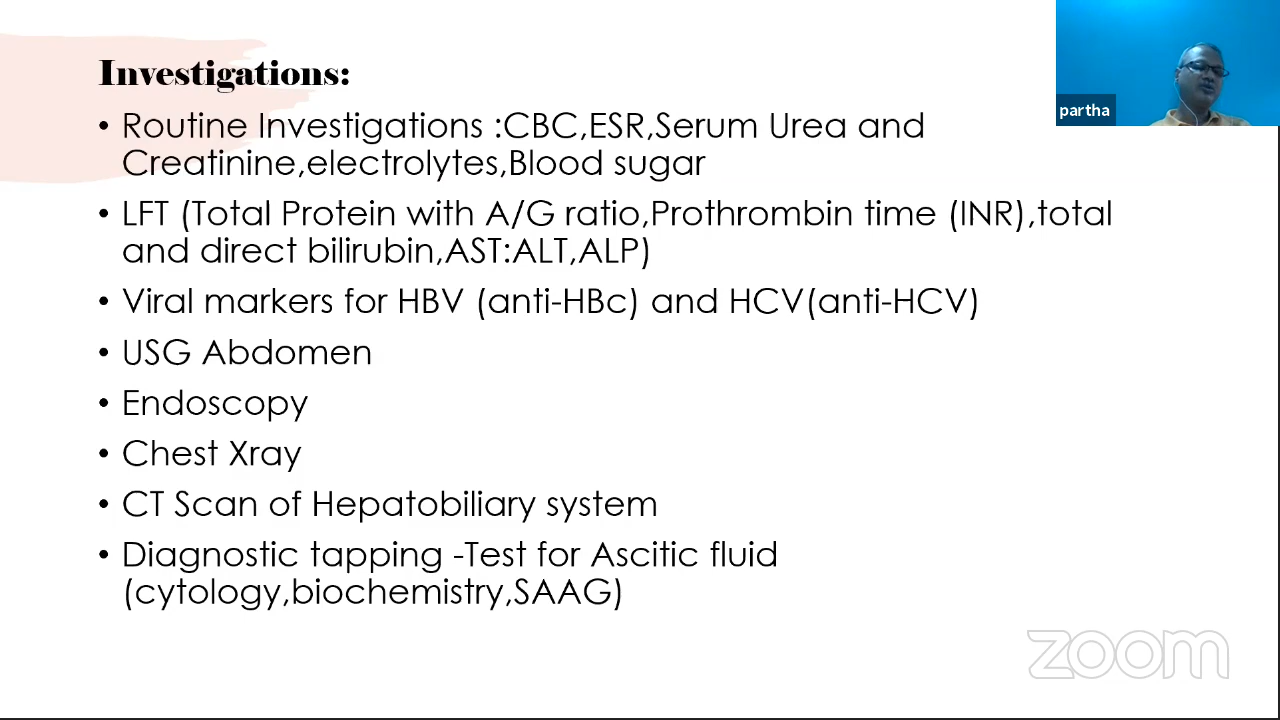 Investigations:
• Routine Investigations :CBC,ESR,Serum Urea and
Creatinine,electrolytes,Blood sugar
• LFT (Total Protein with A/G ratio,Prothrombin time (INR),total
and direct bilirubin,AST:ALT,ALP)
• Viral markers for HBV (anti-HBc) and HCV(anti-HCV)
• USG Abdomen
• Endoscopy
• Chest Xray
• CT Scan of Hepatobiliary system
• Diagnostic tapping -Test for Ascitic fluid
(cytology,biochemistry,SAAG)
partha
zoom